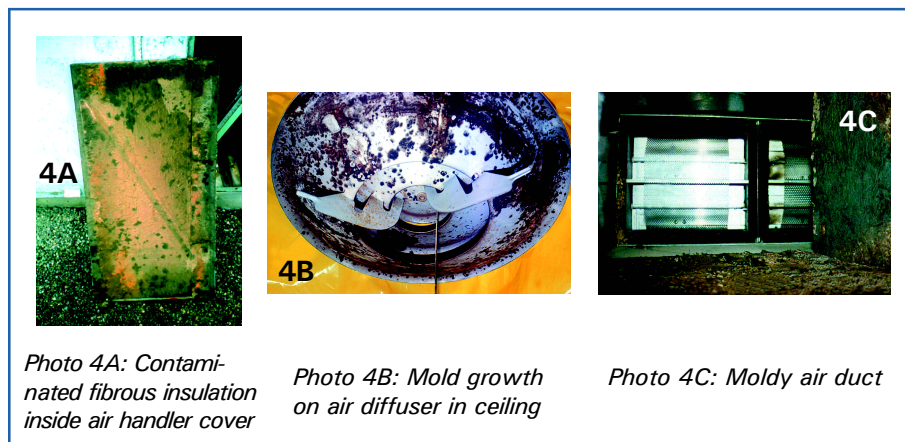 4A
4B
4C
Photo 4A: Contami-
nated fibrous insulation
inside air handler cover
Photo 4B: Mold growth
on air diffuser in ceiling
Photo 4C: Moldy air duct